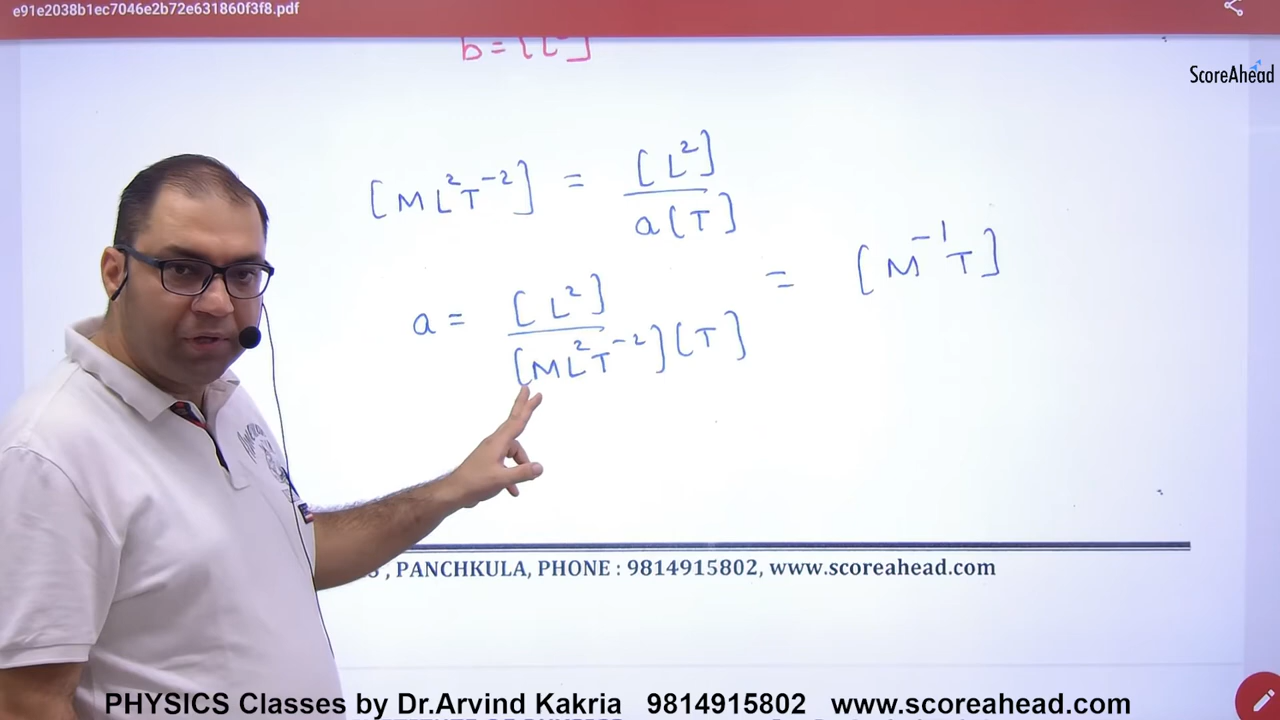 e91e2038b1ec7046e2b72e631860f3f8.pdf
ScoreAhead
[ML²T⁻²] = [L²] / a[T]
a = [L²] / [ML²T⁻²][T] = [M⁻¹T]
, PANCHKULA, PHONE : 9814915802, www.scoreahead.com
PHYSICS Classes by Dr.Arvind Kakria 9814915802 www.scoreahead.com